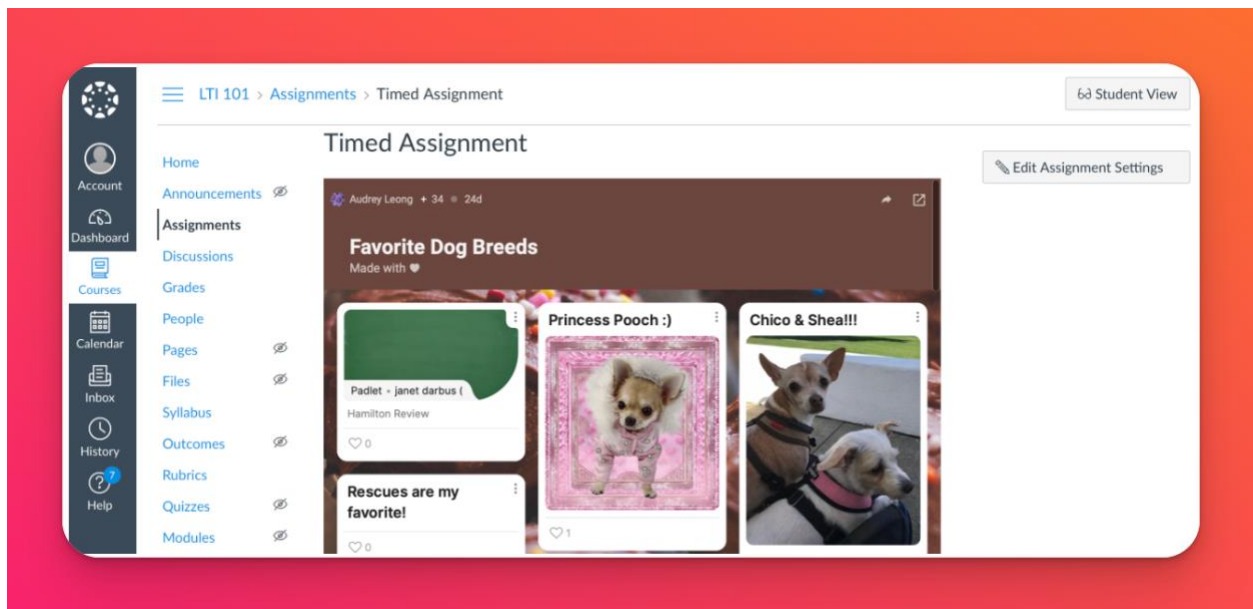 LTI 101 > Assignments > Timed Assignment
Student View
Account
Dashboard
Courses
Calendar
Inbox
History
7
Help
Home
Announcements
Assignments
Discussions
Grades
People
Pages
Files
Syllabus
Outcomes
Rubrics
Quizzes
Modules
Timed Assignment
Edit Assignment Settings
Audrey Leong + 34 24d
Favorite Dog Breeds
Made with
Padlet • janet darbus (
Hamilton Review
0
Rescues are my
favorite!
0
Princess Pooch :)
1
Chico & Shea!!!